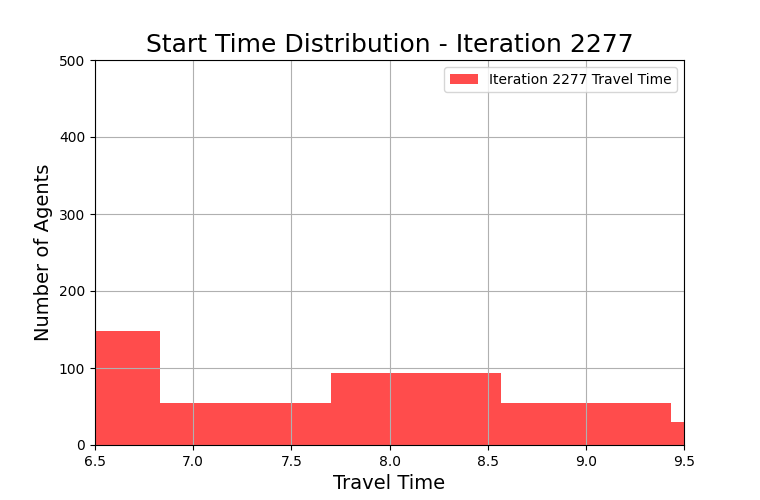 Start Time Distribution - Iteration 2277
Iteration 2277 Travel Time
Number of Agents
500
400
300
200
100
0
6.5 7.0 7.5 8.0 8.5 9.0 9.5
Travel Time